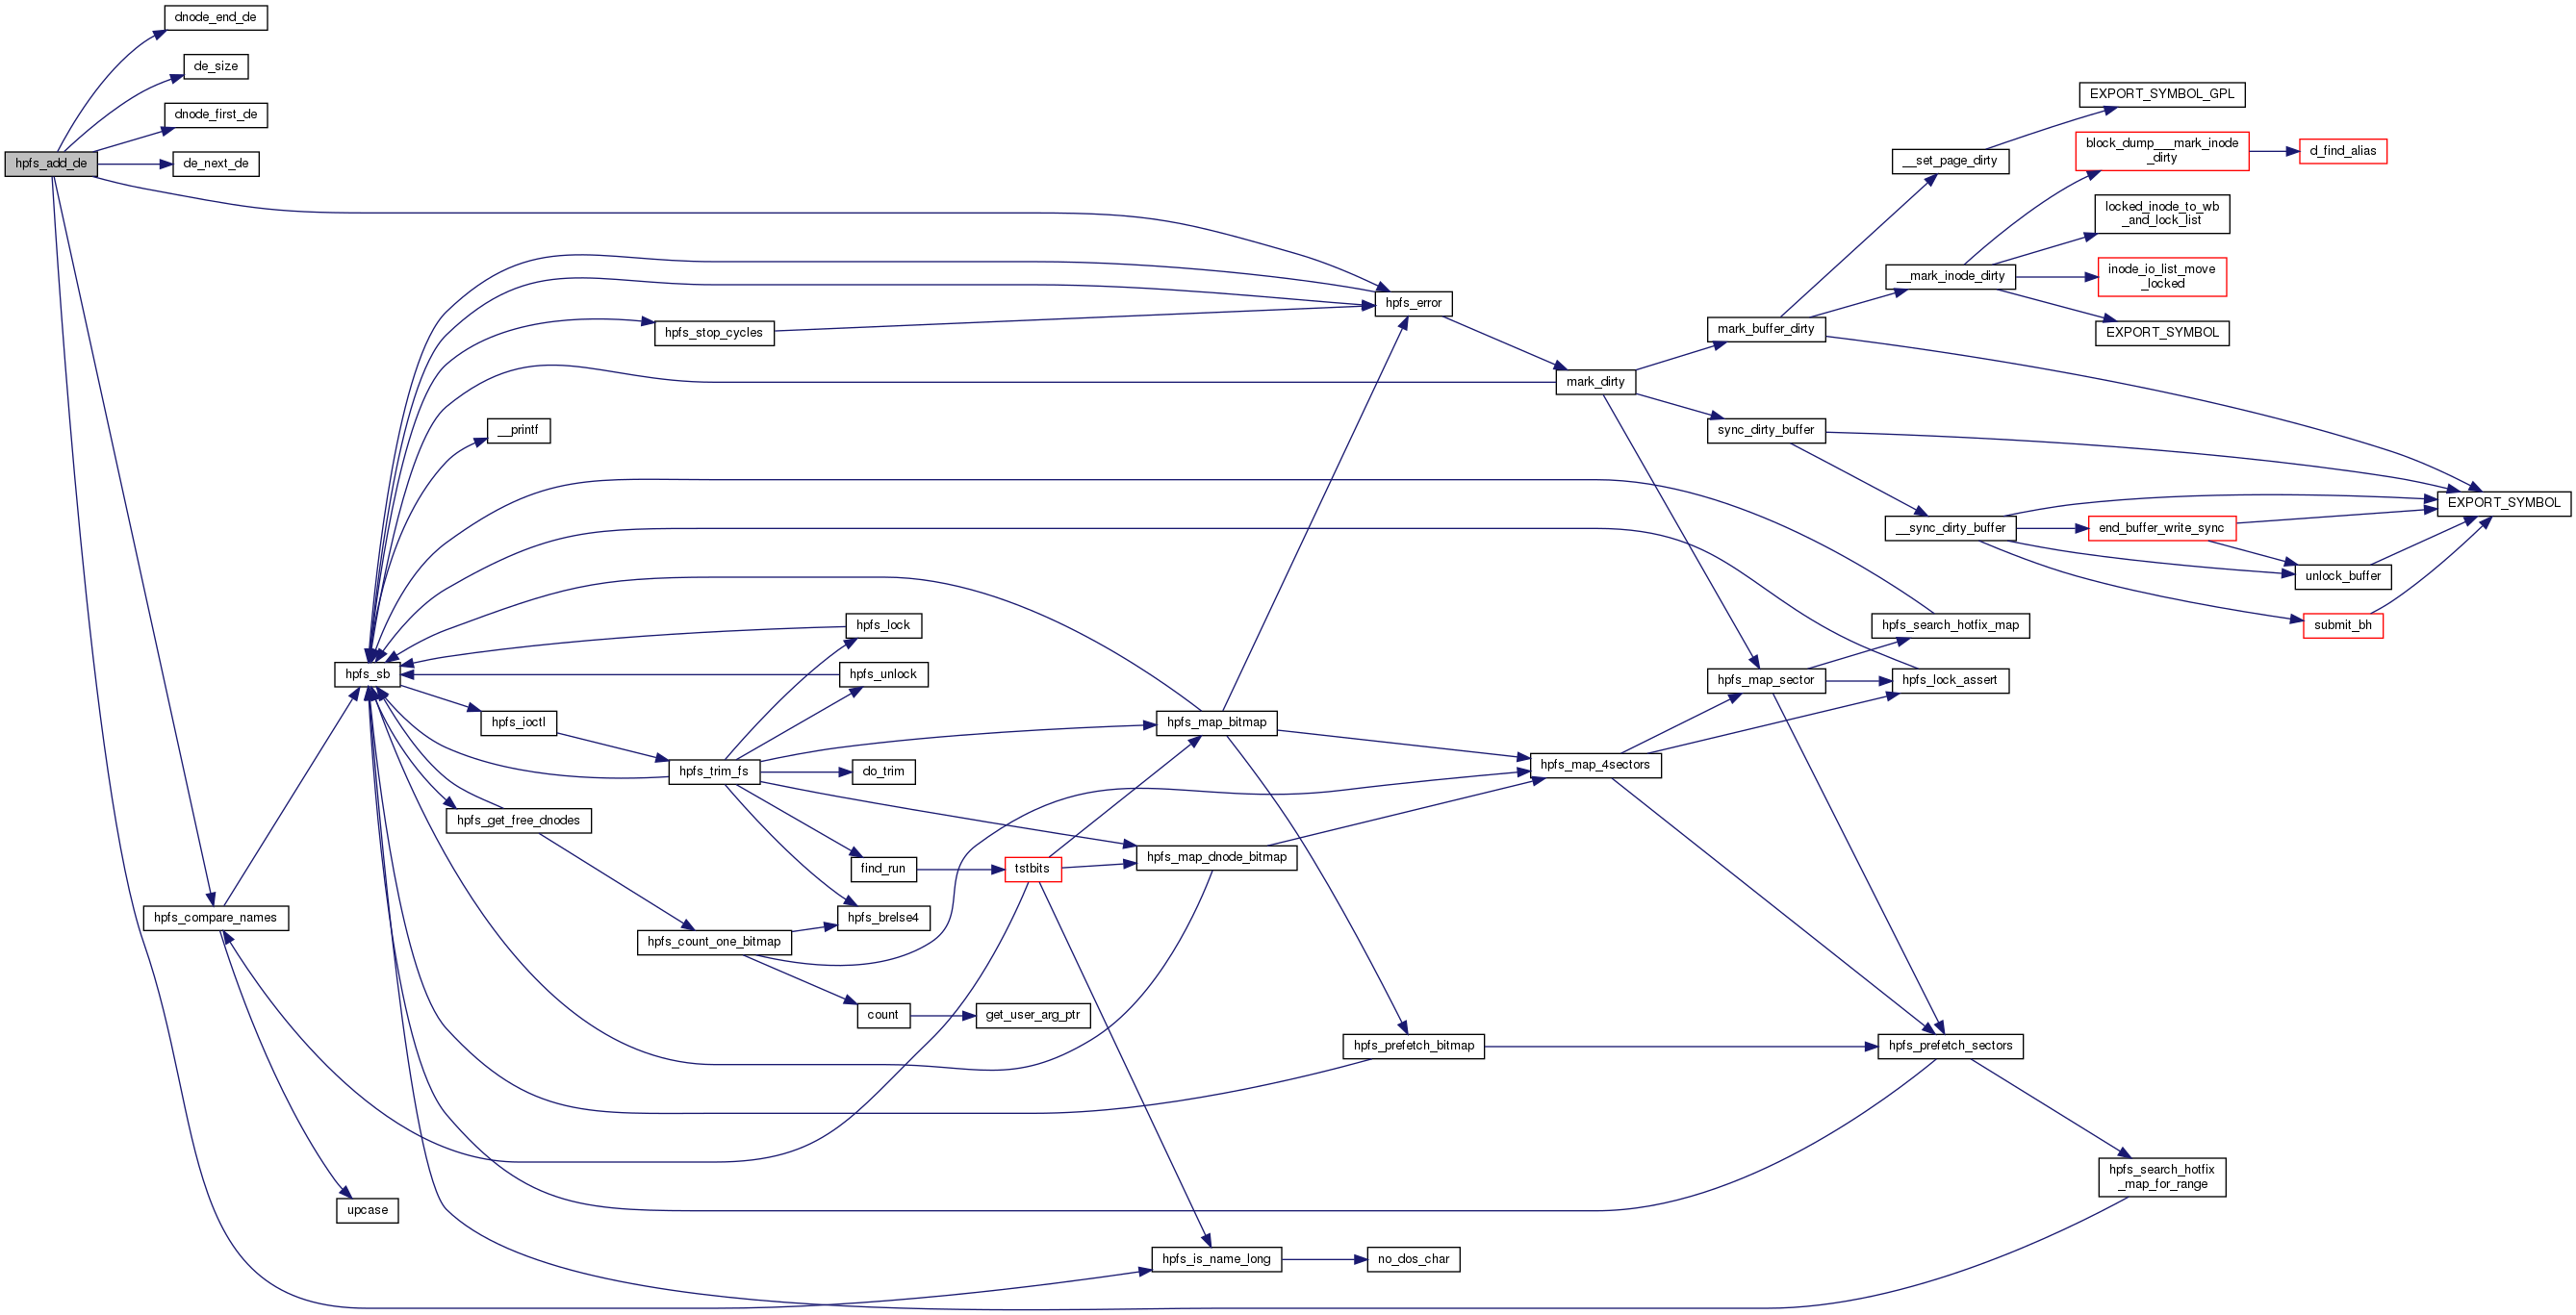 dnode_end_de
de_size
dnode_first_de
hpfs_add_de
de_next_de
EXPORT_SYMBOL_GPL
__set_page_dirty
block_dump___mark_inode
_dirty
d_find_alias
locked_inode_to_wb
_and_lock_list
__mark_inode_dirty
inode_io_list_move
_locked
hpfs_error
hpfs_stop_cycles
mark_buffer_dirty
EXPORT_SYMBOL
mark_dirty
__printf
sync_dirty_buffer
EXPORT_SYMBOL
__sync_dirty_buffer
end_buffer_write_sync
unlock_buffer
hpfs_lock
hpfs_search_hotfix_map
submit_bh
hpfs_sb
hpfs_unlock
hpfs_map_sector
hpfs_lock_assert
hpfs_ioctl
hpfs_map_bitmap
hpfs_trim_fs
do_trim
hpfs_map_4sectors
hpfs_get_free_dnodes
find_run
tstbits
hpfs_map_dnode_bitmap
hpfs_compare_names
hpfs_brelse4
hpfs_count_one_bitmap
count
get_user_arg_ptr
hpfs_prefetch_bitmap
hpfs_prefetch_sectors
hpfs_search_hotfix
_map_for_range
upcase
hpfs_is_name_long
no_dos_char